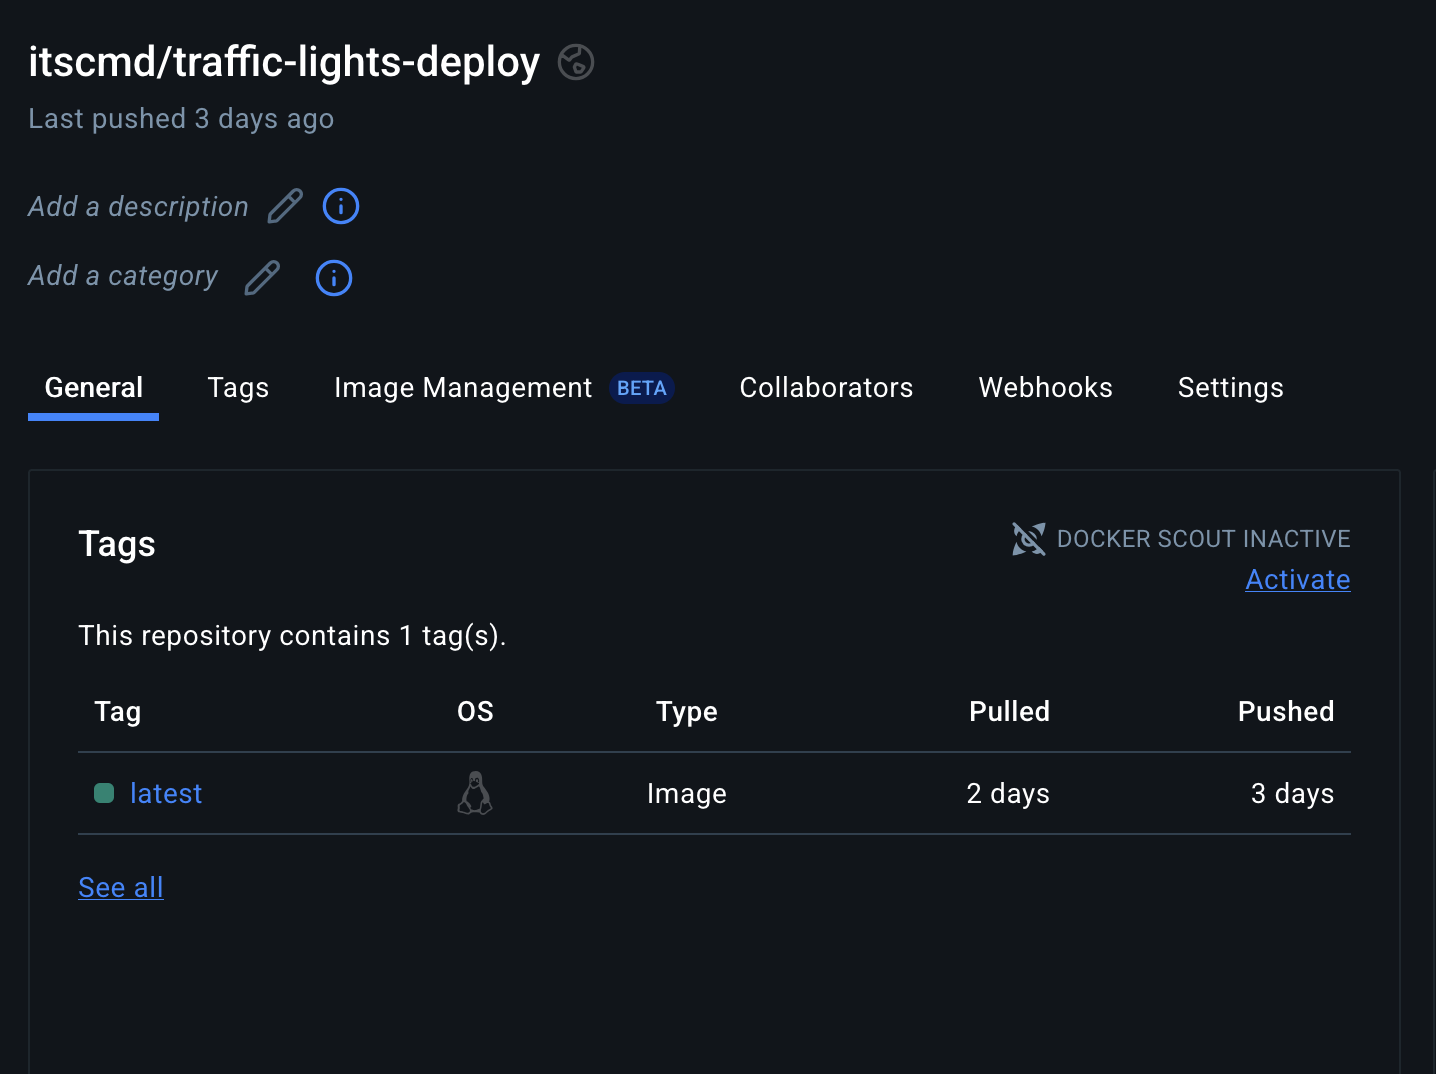 itscmd/traffic-lights-deploy
Last pushed 3 days ago
Add a description
Add a category
General Tags Image Management BETA Collaborators Webhooks Settings
Tags DOCKER SCOUT INACTIVE
Activate
This repository contains 1 tag(s).
Tag OS Type Pulled Pushed
latest Image 2 days 3 days
See all